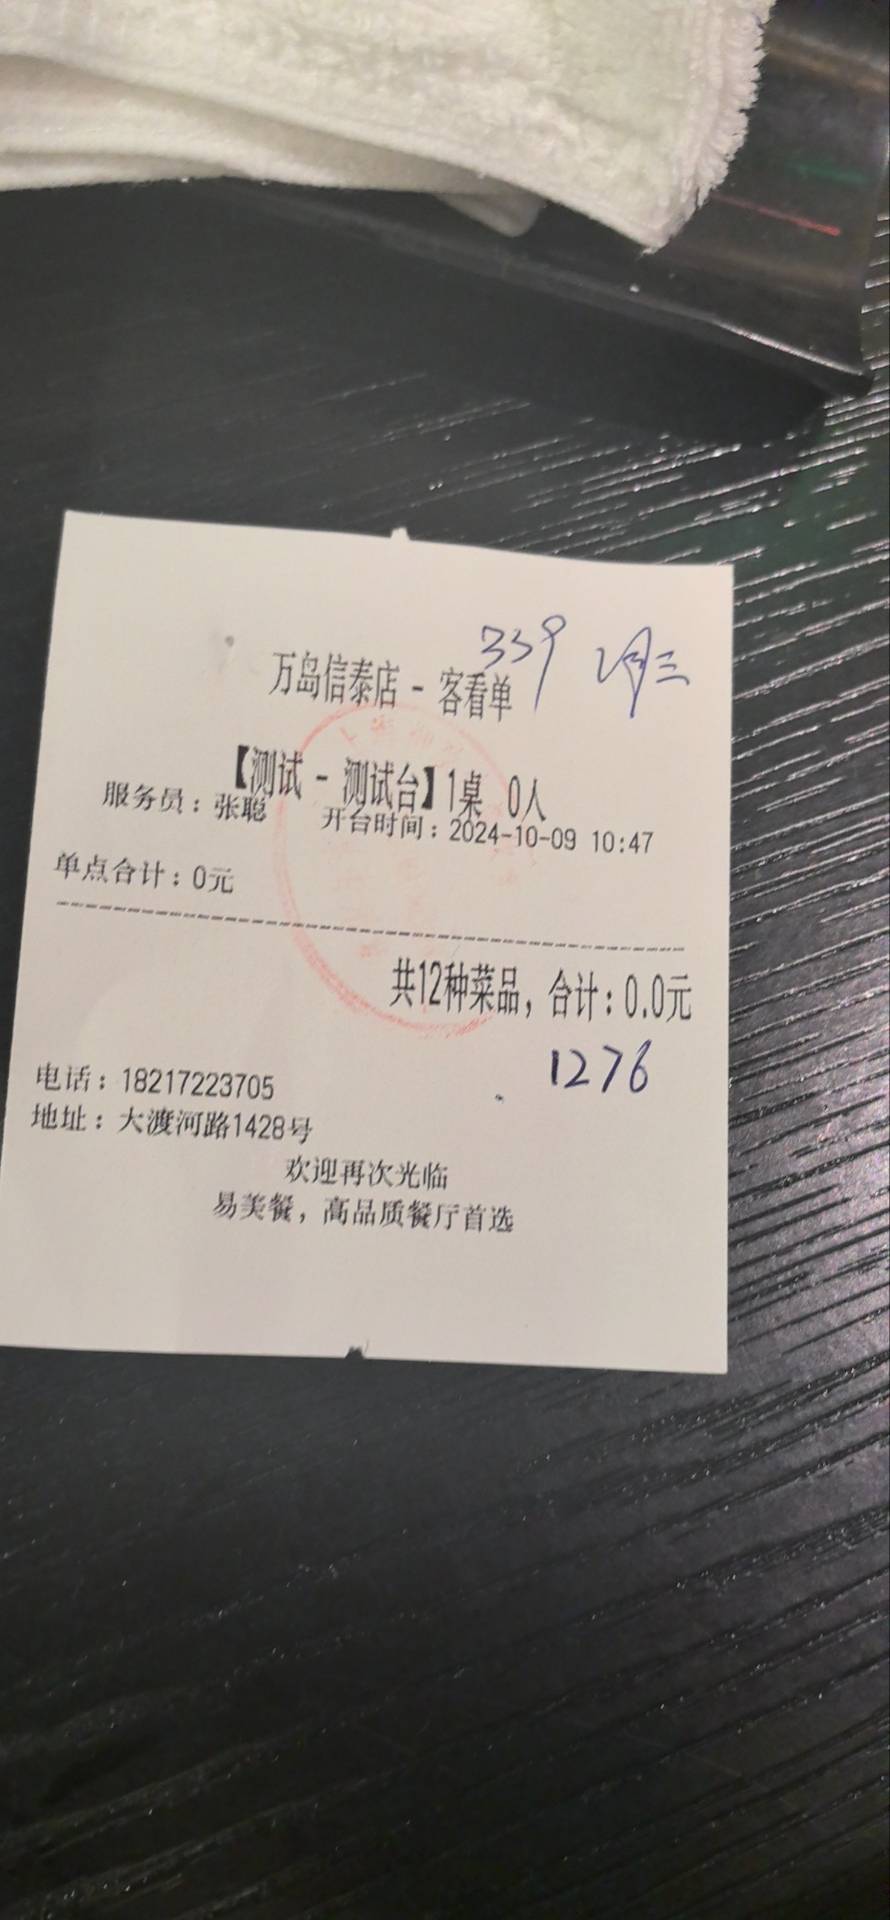 339
万岛信泰店 - 客看单
【测试 - 测试台】1桌 0人
服务员：张聪 开台时间：2024-10-09 10:47
单点合计：0元
共12种菜品，合计：0.0元
1276
电话：18217223705
地址：大渡河路1428号
欢迎再次光临
易美餐，高品质餐厅首选